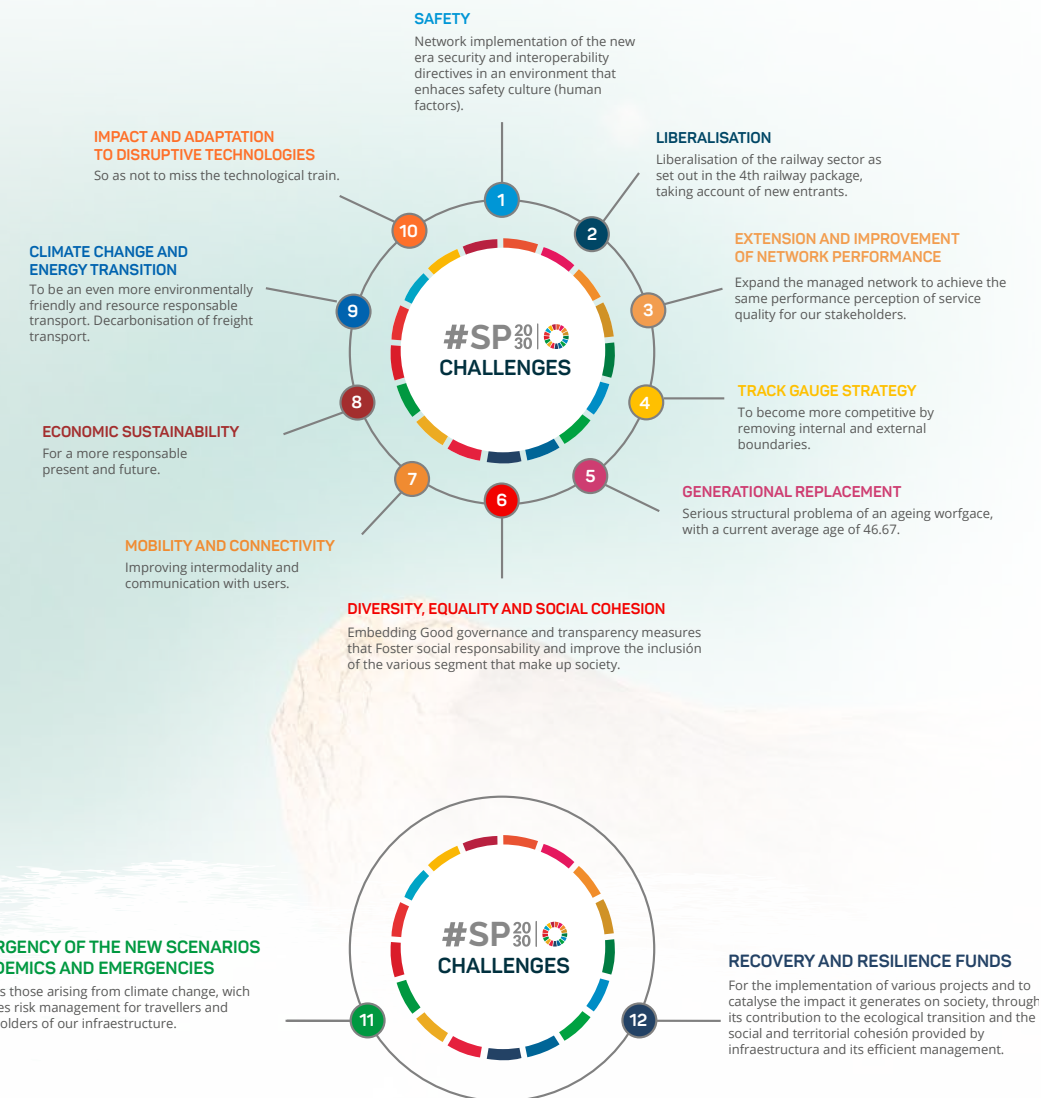 SAFETY
Network implementation of the new
era security and interoperability
directives in an environment that
enhaces safety culture (human
factors).
1
LIBERALISATION
Liberalisation of the railway sector as
set out in the 4th railway package,
taking account of new entrants.
2
EXTENSION AND IMPROVEMENT
OF NETWORK PERFORMANCE
Expand the managed network to achieve the
same performance perception of service
quality for our stakeholders.
3
TRACK GAUGE STRATEGY
To become more competitive by
removing internal and external
boundaries.
4
GENERATIONAL REPLACEMENT
Serious structural problema of an ageing worfgace,
with a current average age of 46.67.
5
DIVERSITY, EQUALITY AND SOCIAL COHESION
Embedding Good governance and transparency measures
that Foster social responsability and improve the inclusión
of the various segment that make up society.
6
MOBILITY AND CONNECTIVITY
Improving intermodality and
communication with users.
7
ECONOMIC SUSTAINABILITY
For a more responsible
present and future.
8
CLIMATE CHANGE AND
ENERGY TRANSITION
To be an even more environmentally
friendly and resource responsible
transport. Decarbonisation of freight
transport.
9
IMPACT AND ADAPTATION
TO DISRUPTIVE TECHNOLOGIES
So as not to miss the technological train.
10
#SP 20
30
CHALLENGES
#SP 20
30
CHALLENGES
RGENCY OF THE NEW SCENARIOS
DEMICS AND EMERGENCIES
s those arising from climate change, wich
es risk management for travellers and
olders of our infrastructure.
11
RECOVERY AND RESILIENCE FUNDS
For the implementation of various projects and to
catalyse the impact it generates on society, through
its contribution to the ecological transition and the
social and territorial cohesión provided by
infraestructura and its efficient management.
12